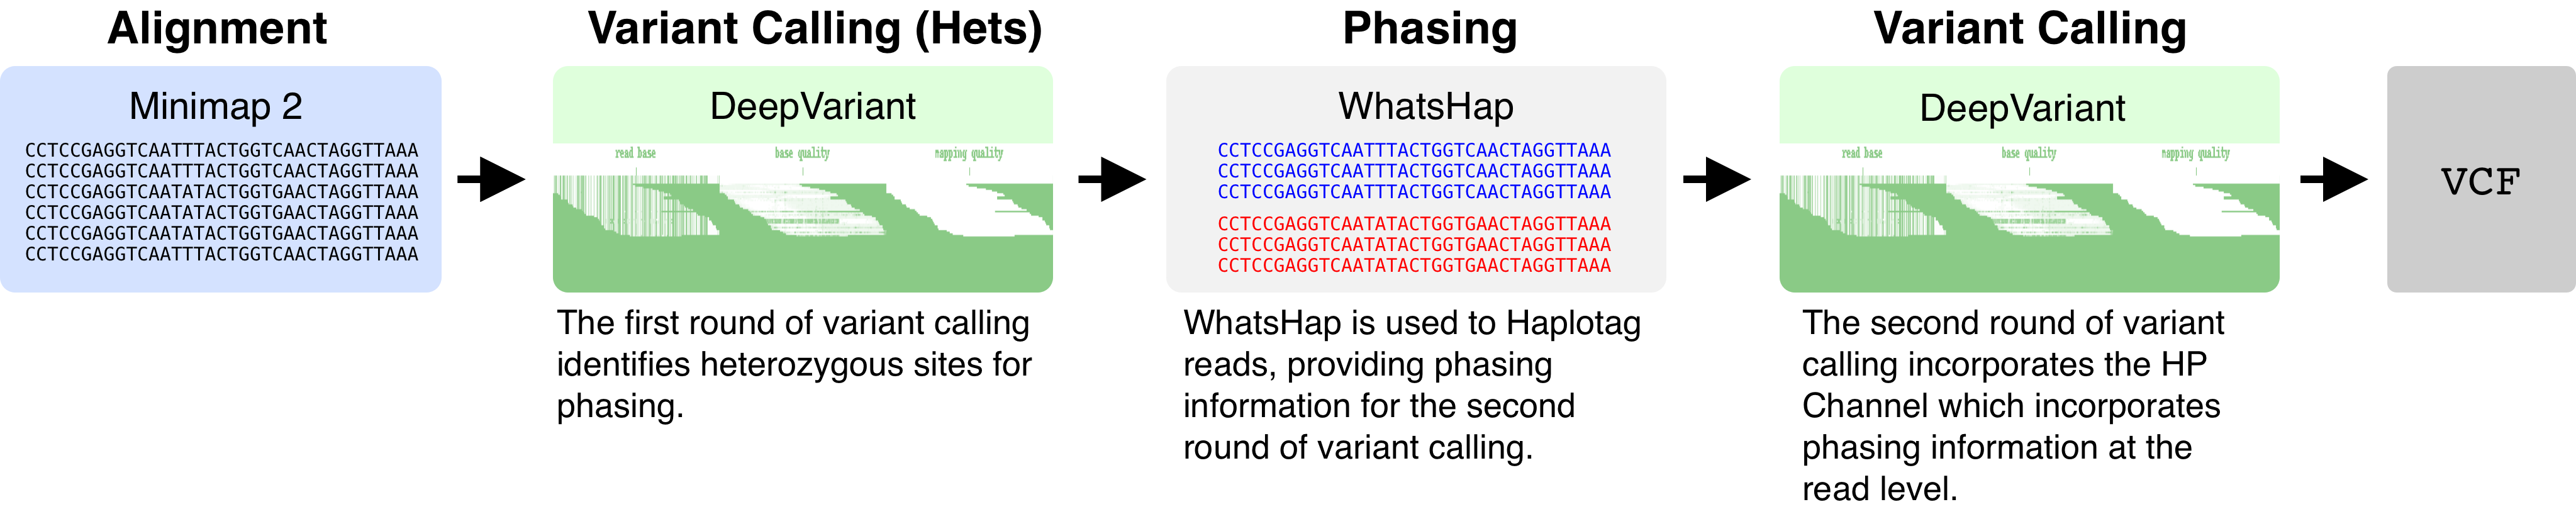 Alignment
Minimap 2
CCTCCGAGGTCAATTTACTGGTCAACTAGGTTAAA
CCTCCGAGGTCAATTTACTGGTCAACTAGGTTAAA
CCTCCGAGGTCAATATACTGGTGAACTAGGTTAAA
CCTCCGAGGTCAATATACTGGTGAACTAGGTTAAA
CCTCCGAGGTCAATATACTGGTGAACTAGGTTAAA
CCTCCGAGGTCAATTTACTGGTCAACTAGGTTAAA
Variant Calling (Hets)
DeepVariant
read base
base quality
mapping quality
The first round of variant calling
identifies heterozygous sites for
phasing.
Phasing
WhatsHap
CCTCCGAGGTCAATTTACTGGTCAACTAGGTTAAA
CCTCCGAGGTCAATTTACTGGTCAACTAGGTTAAA
CCTCCGAGGTCAATTTACTGGTCAACTAGGTTAAA
CCTCCGAGGTCAATATACTGGTGAACTAGGTTAAA
CCTCCGAGGTCAATATACTGGTGAACTAGGTTAAA
CCTCCGAGGTCAATATACTGGTGAACTAGGTTAAA
WhatsHap is used to Haplotag
reads, providing phasing
information for the second
round of variant calling.
Variant Calling
DeepVariant
read base
base quality
mapping quality
The second round of variant
calling incorporates the HP
Channel which incorporates
phasing information at the
read level.
VCF